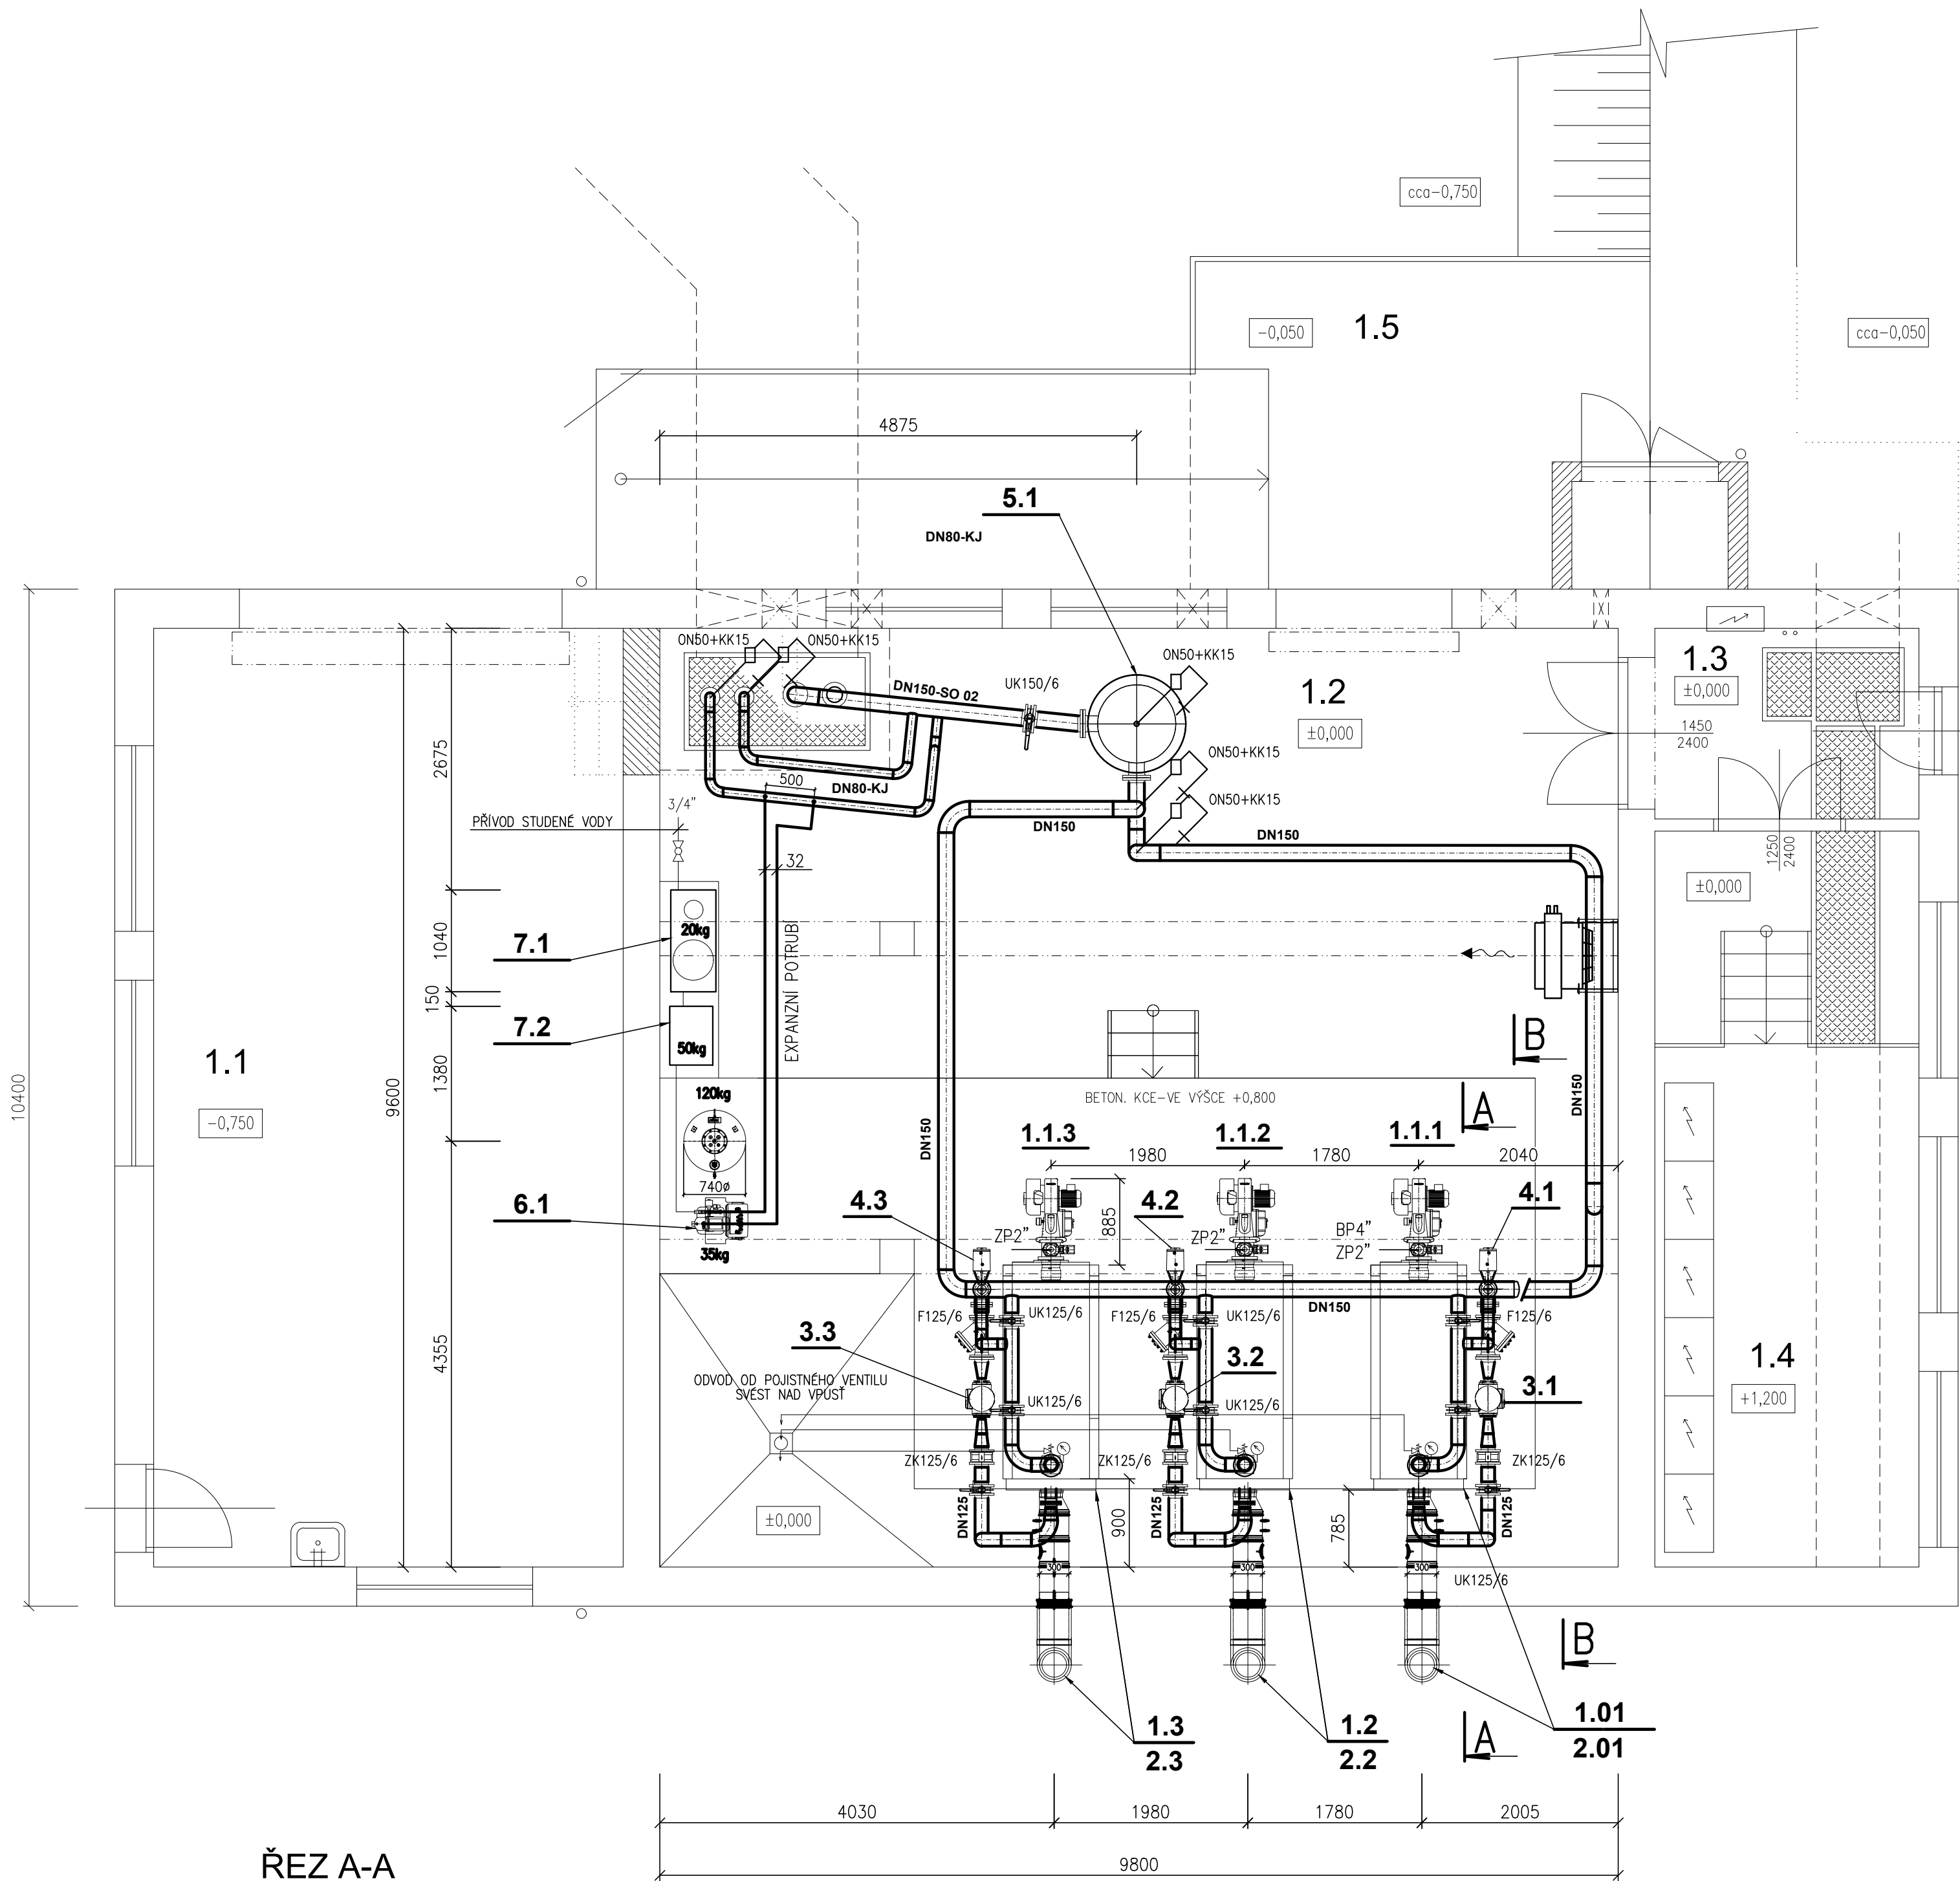 cca-0,750
-0,050
1.5
cca-0,050
4875
5.1
DN80-KJ
ON50+KK15
ON50+KK15
ON50+KK15
DN150-SO 02
UK150/6
1.2
±0,000
1.3
±0,000
1450
2400
2675
500
DN80-KJ
3/4"
PŘÍVOD STUDENÉ VODY
ON50+KK15
ON50+KK15
DN150
DN150
32
1250
2400
±0,000
20kg
7.1
1040
150
EXPANZNÍ POTRUBÍ
7.2
50kg
1.1
-0,750
10400
9600
1380
120kg
B
BETON. KCE-VE VÝŠCE +0,800
A
DN150
DN150
1.1.3
1.1.2
1.1.1
1980
1780
2040
740ø
6.1
35kg
4.3
885
4.2
4.1
ZP2"
ZP2"
BP4"
ZP2"
DN150
F125/6
UK125/6
F125/6
UK125/6
F125/6
3.3
3.2
3.1
4355
ODVOD OD POJISTNÉHO VENTILU
SVÉST NAD VPUSŤ
UK125/6
UK125/6
1.4
+1,200
ZK125/6
ZK125/6
ZK125/6
±0,000
DN125
900
DN125
785
DN125
300
300
300
UK125/6
B
1.3
2.3
1.2
2.2
A
1.01
2.01
4030
1980
1780
2005
9800
ŘEZ A-A